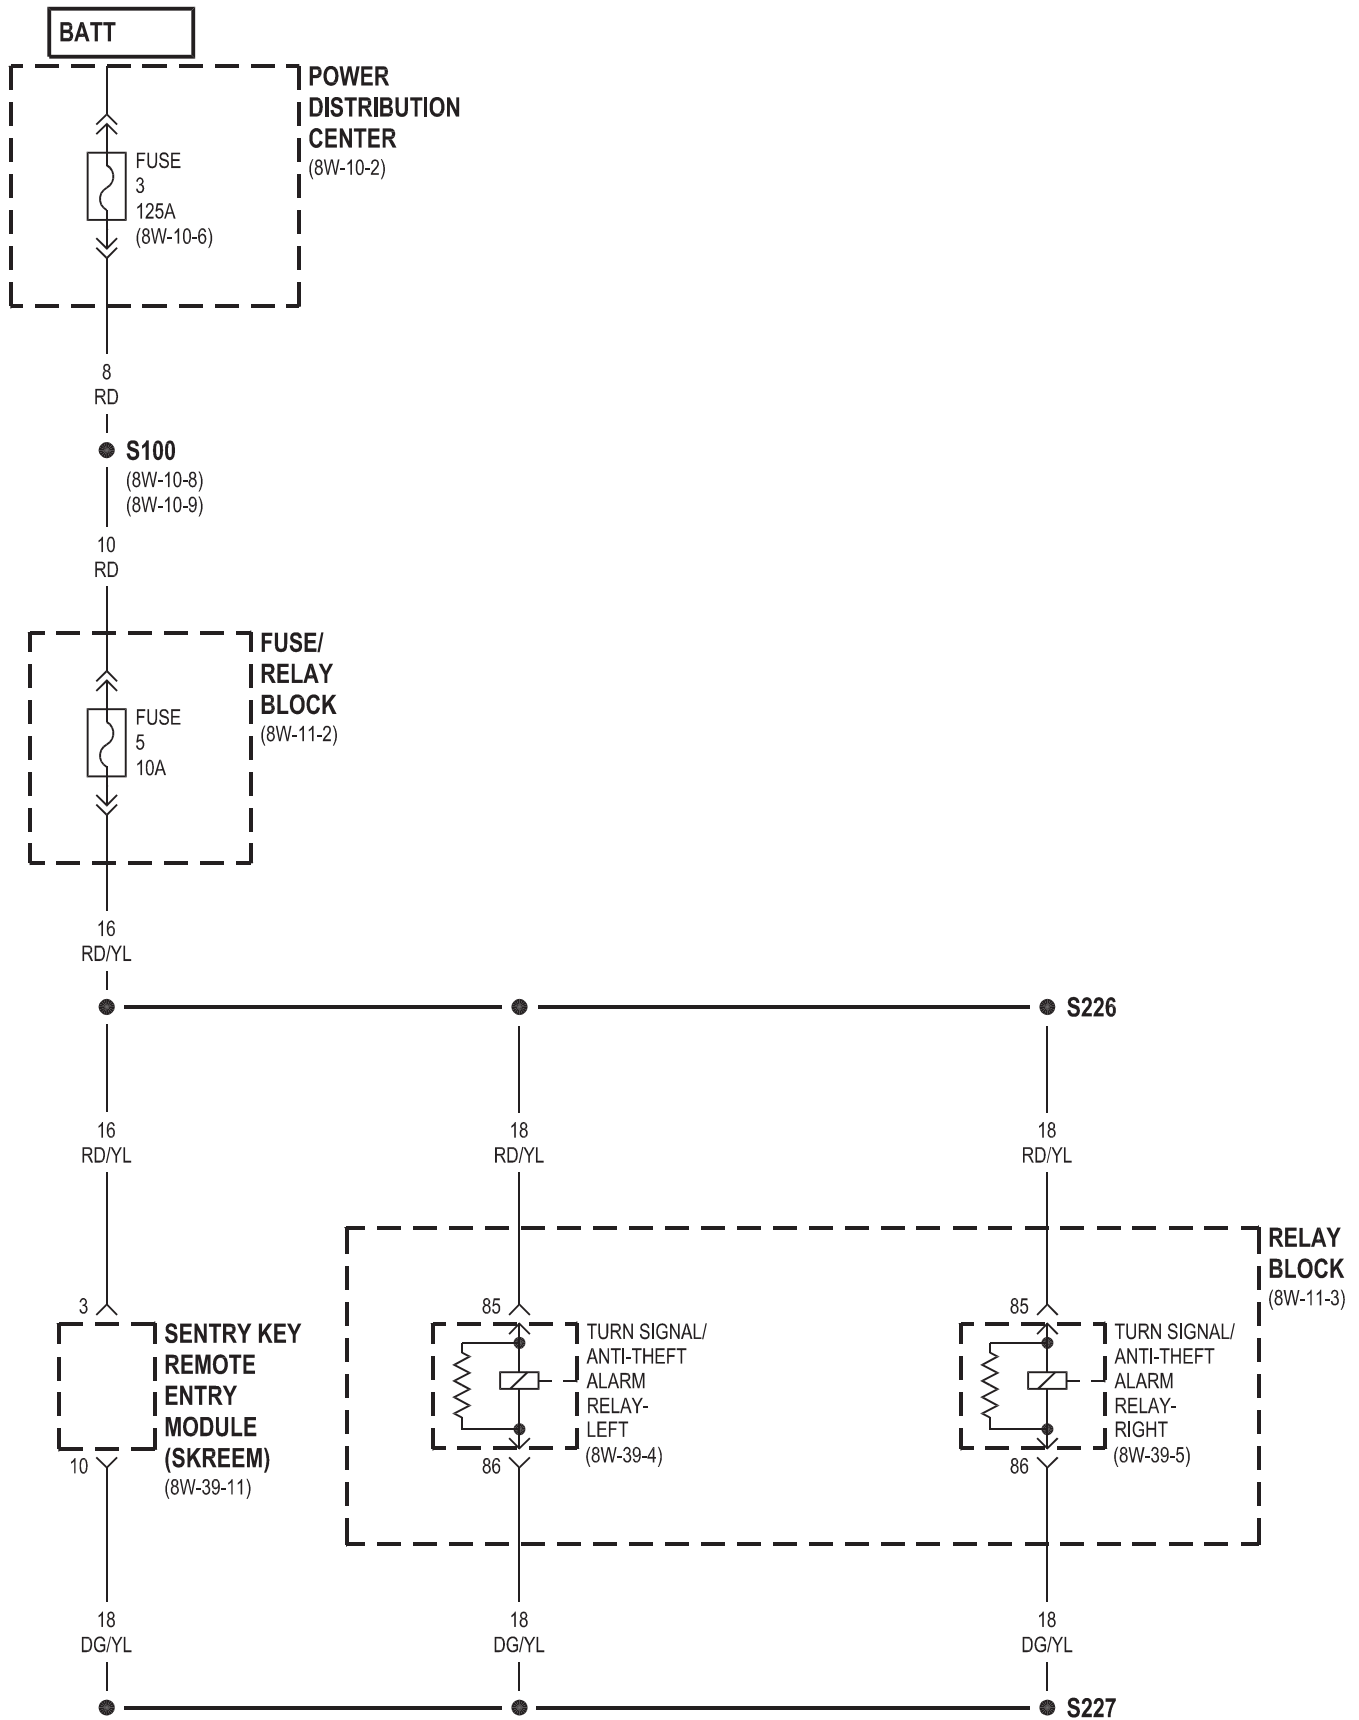 BATT
POWER
DISTRIBUTION
CENTER
(8W-10-2)
FUSE
3
125A
(8W-10-6)
8
RD
S100
(8W-10-8)
(8W-10-9)
10
RD
FUSE/
RELAY
BLOCK
(8W-11-2)
FUSE
5
10A
16
RD/YL
S226
16
RD/YL
18
RD/YL
18
RD/YL
RELAY
BLOCK
(8W-11-3)
3
SENTRY KEY
REMOTE
ENTRY
MODULE
(SKREEM)
(8W-39-11)
10
85
TURN SIGNAL/
ANTI-THEFT
ALARM
RELAY-
LEFT
(8W-39-4)
86
85
TURN SIGNAL/
ANTI-THEFT
ALARM
RELAY-
RIGHT
(8W-39-5)
86
18
DG/YL
18
DG/YL
18
DG/YL
S227